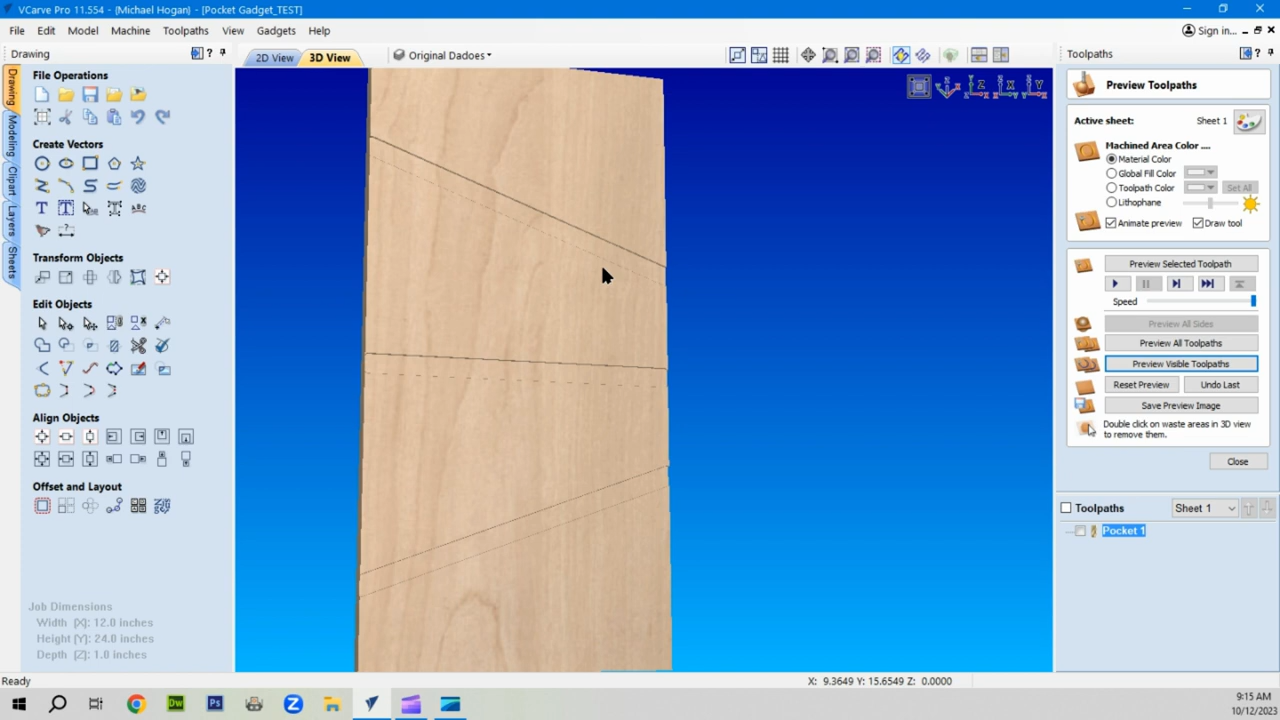 VCarve Pro 11.554 - (Michael Hogan) - [Pocket Gadget_TEST]
File Edit Model Machine Toolpaths View Gadgets Help
Sign in...
Drawing
2D View
3D View
Original Dadoes
Toolpaths
Drawing
Modeling
Clipart
Layers
Sheets
File Operations
Create Vectors
Transform Objects
Edit Objects
Align Objects
Offset and Layout
Job Dimensions
Width (X): 12.0 inches
Height (Y): 24.0 inches
Depth (Z): 1.0 inches
Preview Toolpaths
Active sheet: Sheet 1
Machined Area Color ....
Material Color
Global Fill Color
Toolpath Color
Set All
Lithophane
Animate preview
Draw tool
Preview Selected Toolpath
Speed
Preview All Sides
Preview All Toolpaths
Preview Visible Toolpaths
Reset Preview
Undo Last
Save Preview Image
Double click on waste areas in 3D view
to remove them.
Close
Toolpaths
Sheet 1
Pocket 1
Ready
X: 9.3649 Y: 15.6549 Z: 0.0000
9:15 AM
10/12/2023